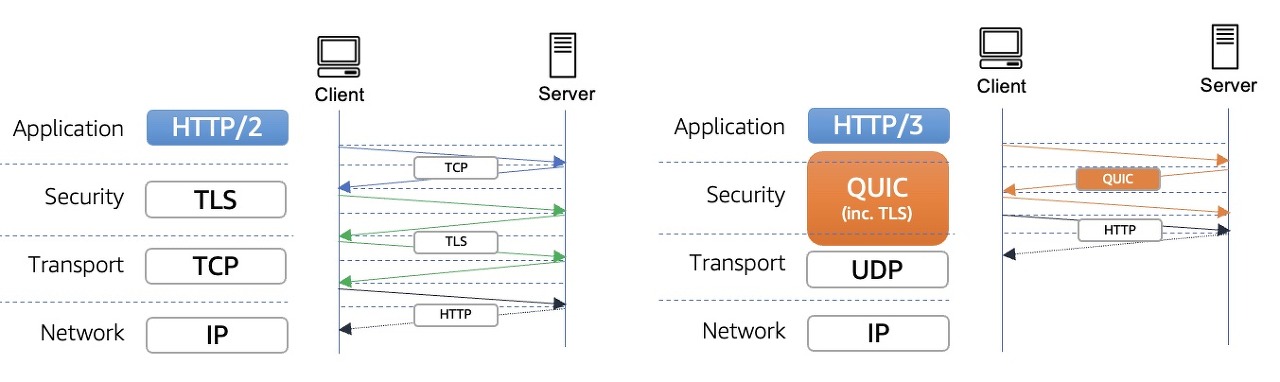 Client
Server
Application
HTTP/2
TCP
Security
TLS
TLS
Transport
TCP
HTTP
Network
IP
Client
Server
Application
HTTP/3
QUIC
Security
QUIC
(inc. TLS)
HTTP
Transport
UDP
Network
IP